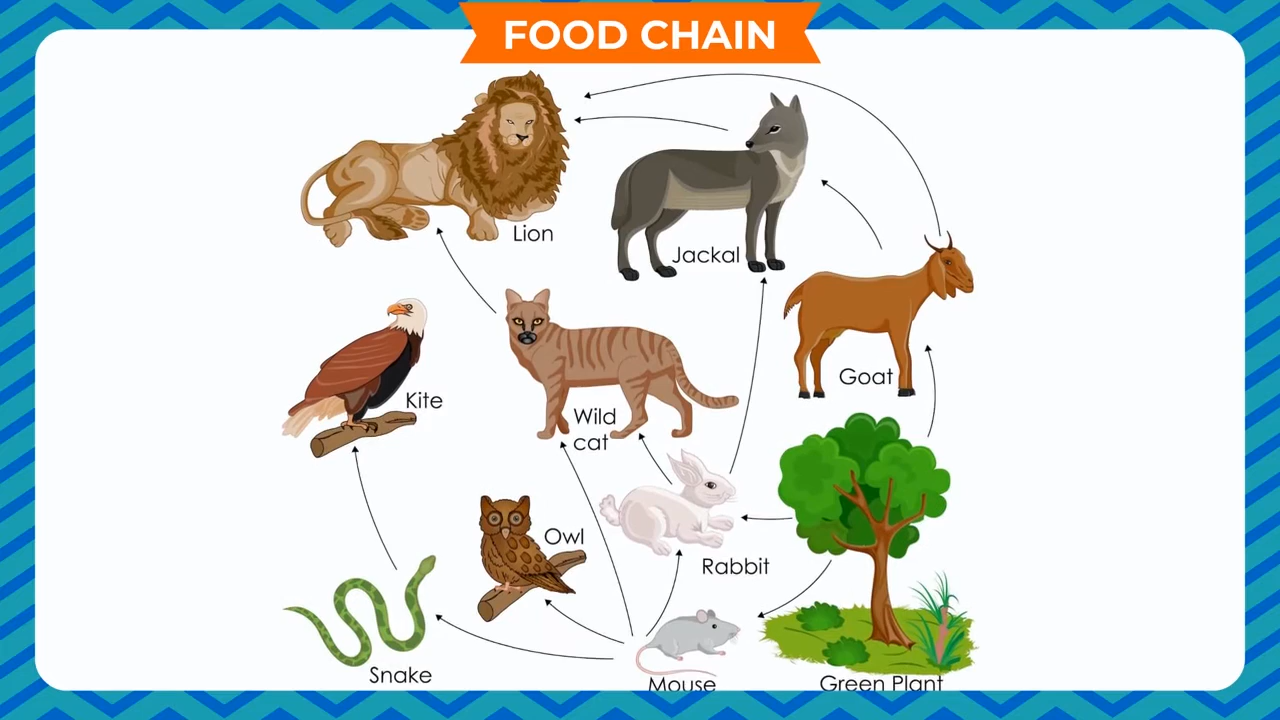 FOOD CHAIN
Lion
Jackal
Goat
Kite
Wild
cat
Owl
Rabbit
Snake
Mouse
Green Plant